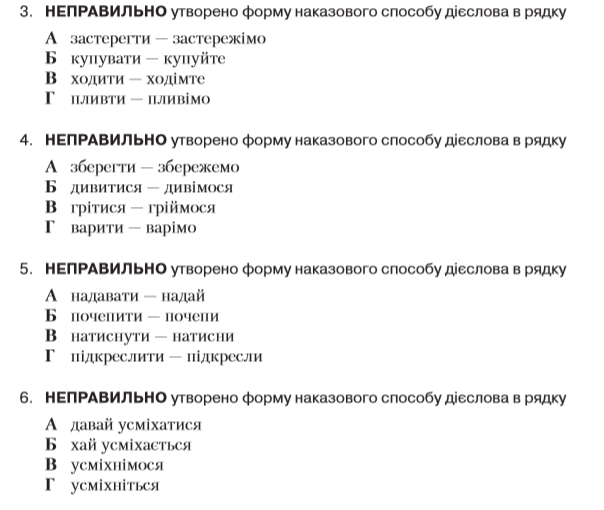 3. НЕПРАВИЛЬНО утворено форму наказового способу дієслова в рядку
А застерегти — застережімо
Б купувати — купуйте
В ходити — ходімте
Г пливти — пливімо
4. НЕПРАВИЛЬНО утворено форму наказового способу дієслова в рядку
А зберегти — збережемо
Б дивитися — дивімося
В грітися — гріймося
Г варити — варімо
5. НЕПРАВИЛЬНО утворено форму наказового способу дієслова в рядку
А надавати — надай
Б почепити — почепи
В натиснути — натисни
Г підкреслити — підкресли
6. НЕПРАВИЛЬНО утворено форму наказового способу дієслова в рядку
А давай усміхатися
Б хай усміхається
В усміхнімося
Г усміхніться